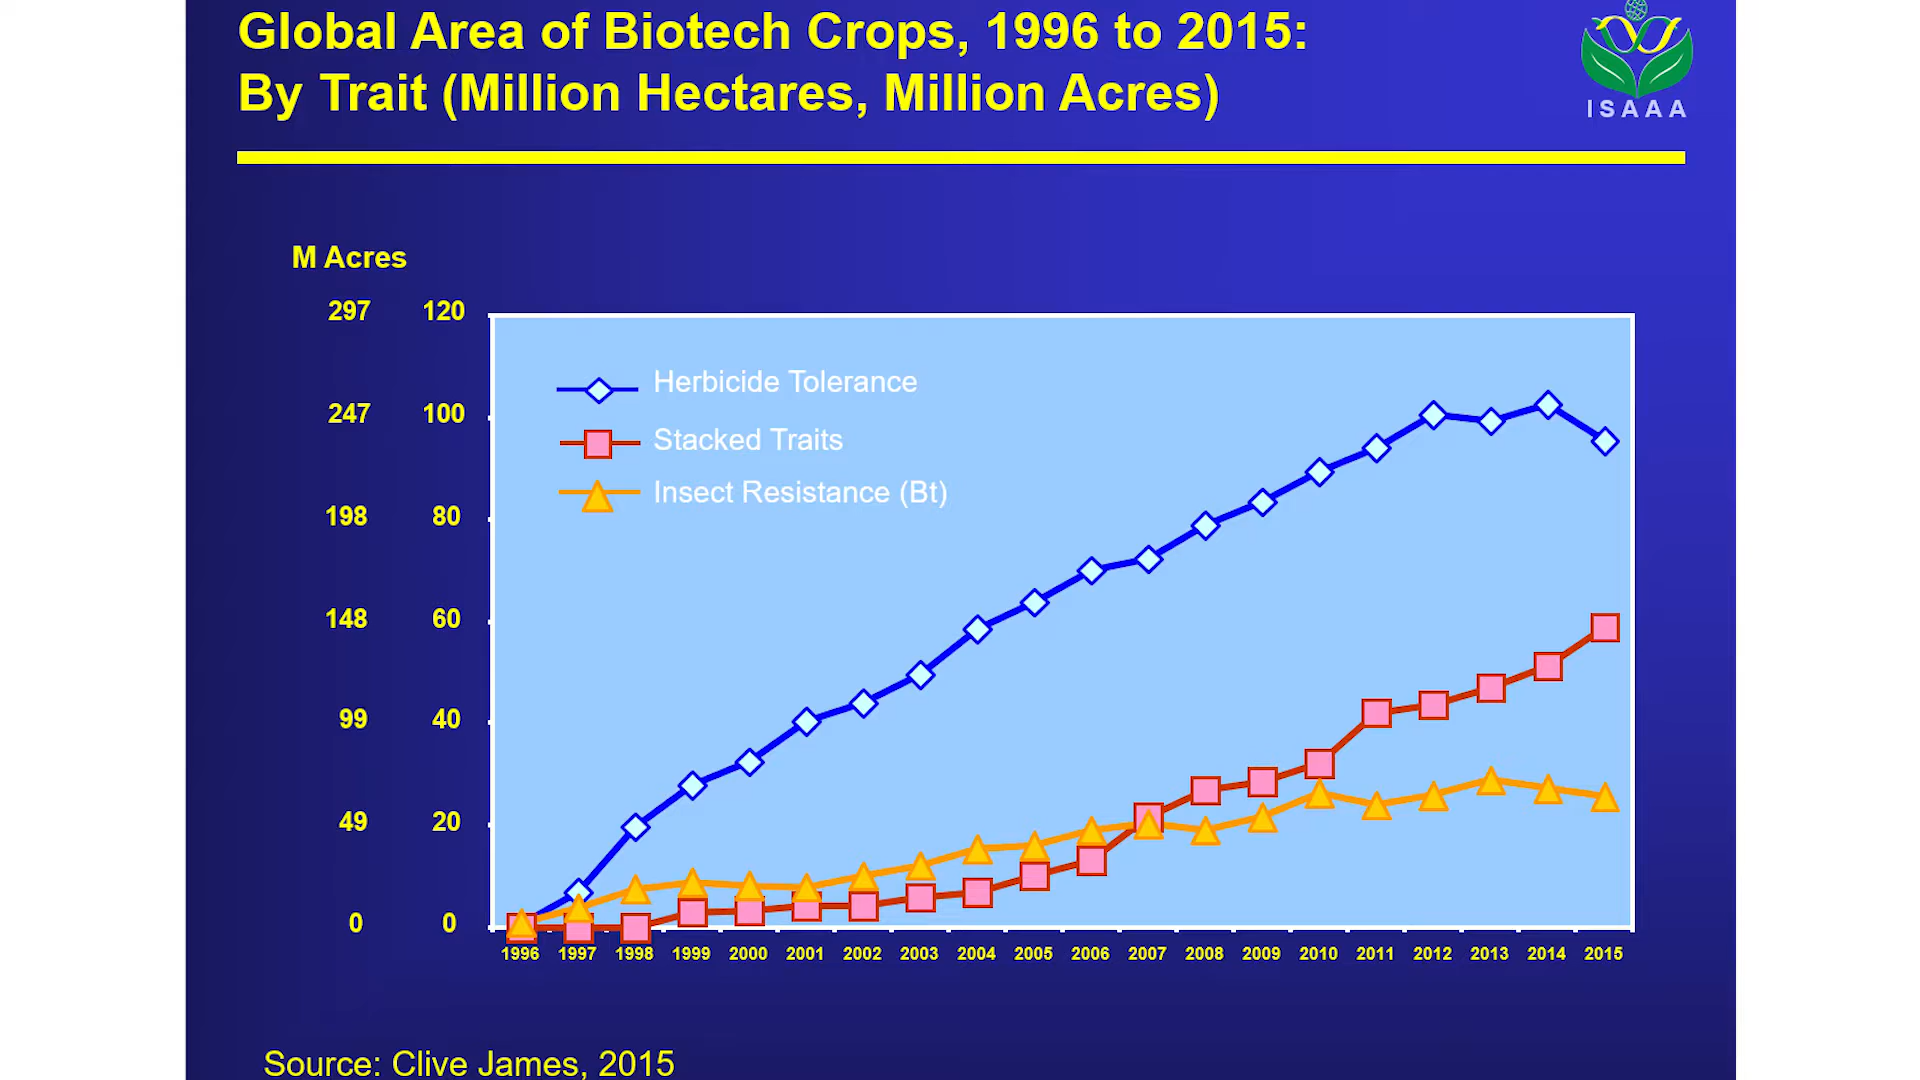 Global Area of Biotech Crops, 1996 to 2015:
By Trait (Million Hectares, Million Acres)
ISAAA
M Acres
297 120
247 100
198 80
148 60
99 40
49 20
0 0
Herbicide Tolerance
Stacked Traits
Insect Resistance (Bt)
1996 1997 1998 1999 2000 2001 2002 2003 2004 2005 2006 2007 2008 2009 2010 2011 2012 2013 2014 2015
Source: Clive James, 2015